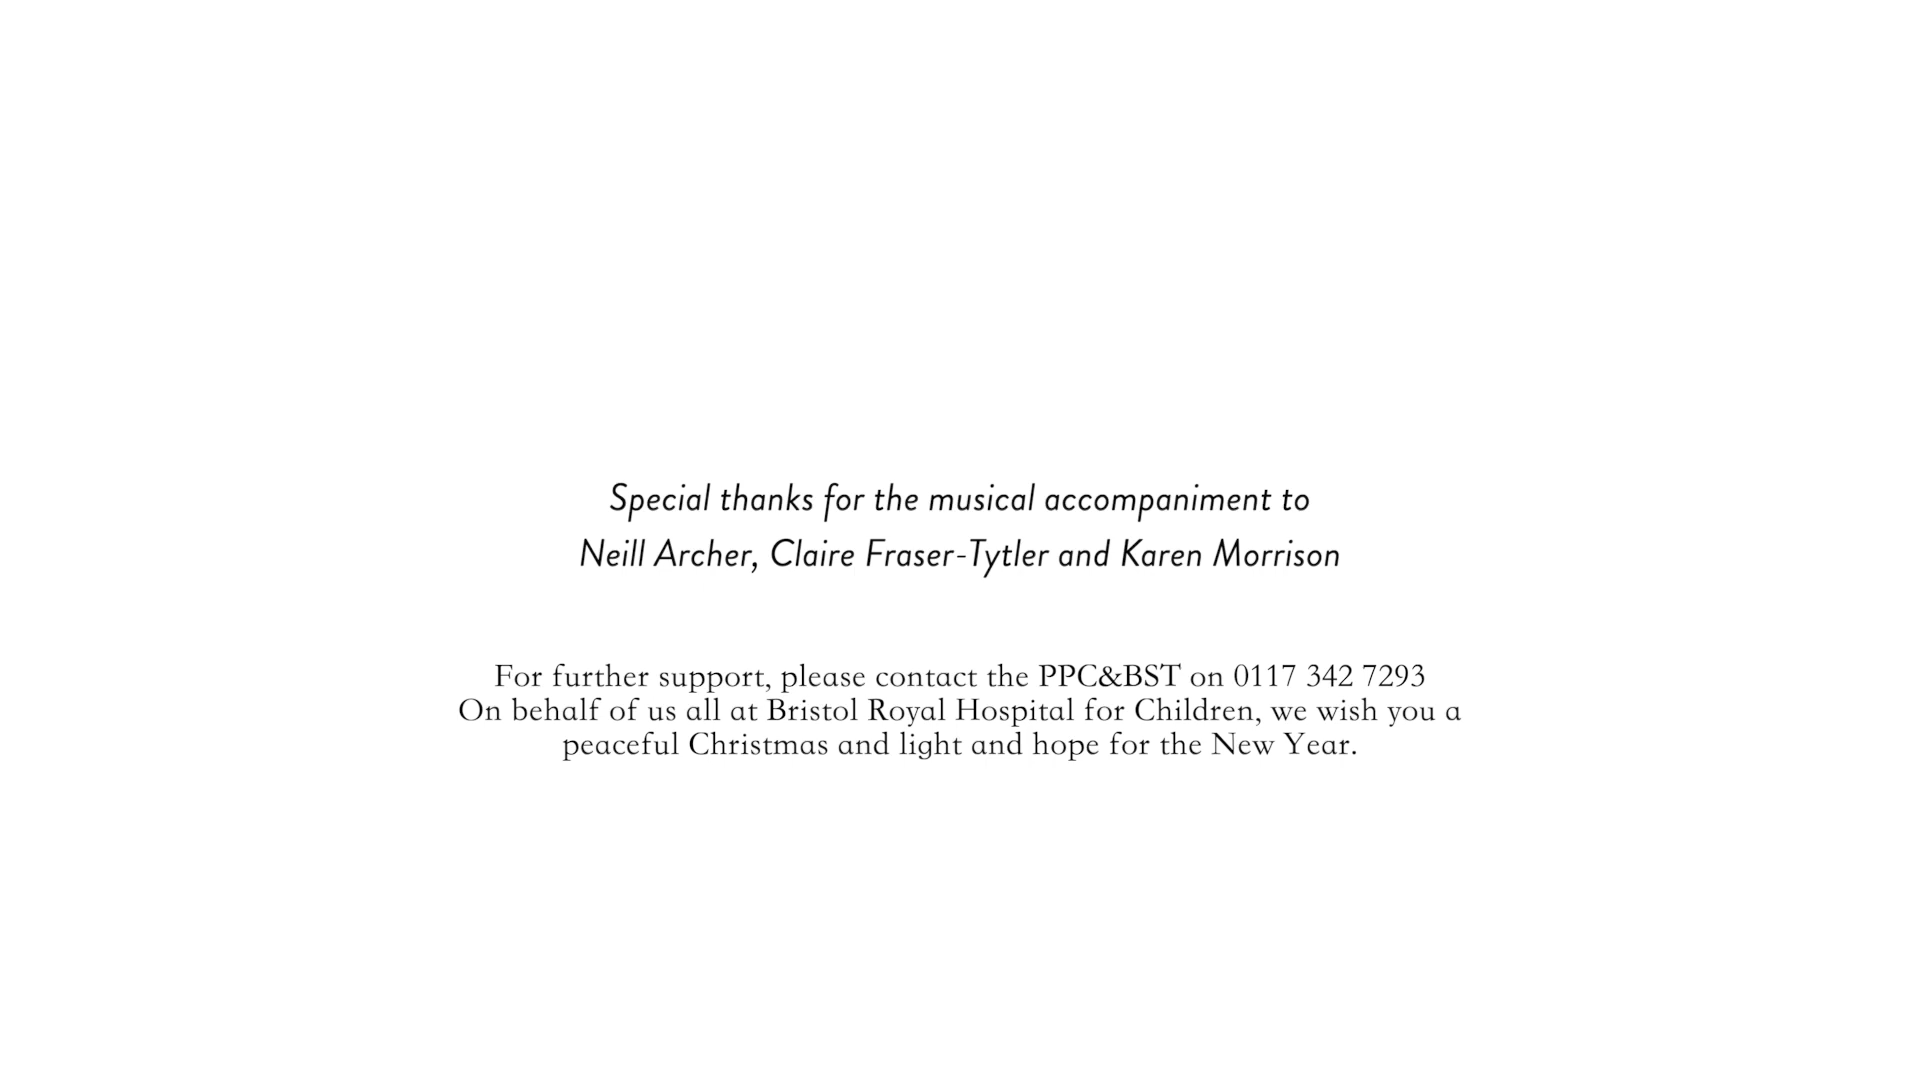 Special thanks for the musical accompaniment to
Neill Archer, Claire Fraser-Tytler and Karen Morrison
For further support, please contact the PPC&BST on 0117 342 7293
On behalf of us all at Bristol Royal Hospital for Children, we wish you a
peaceful Christmas and light and hope for the New Year.